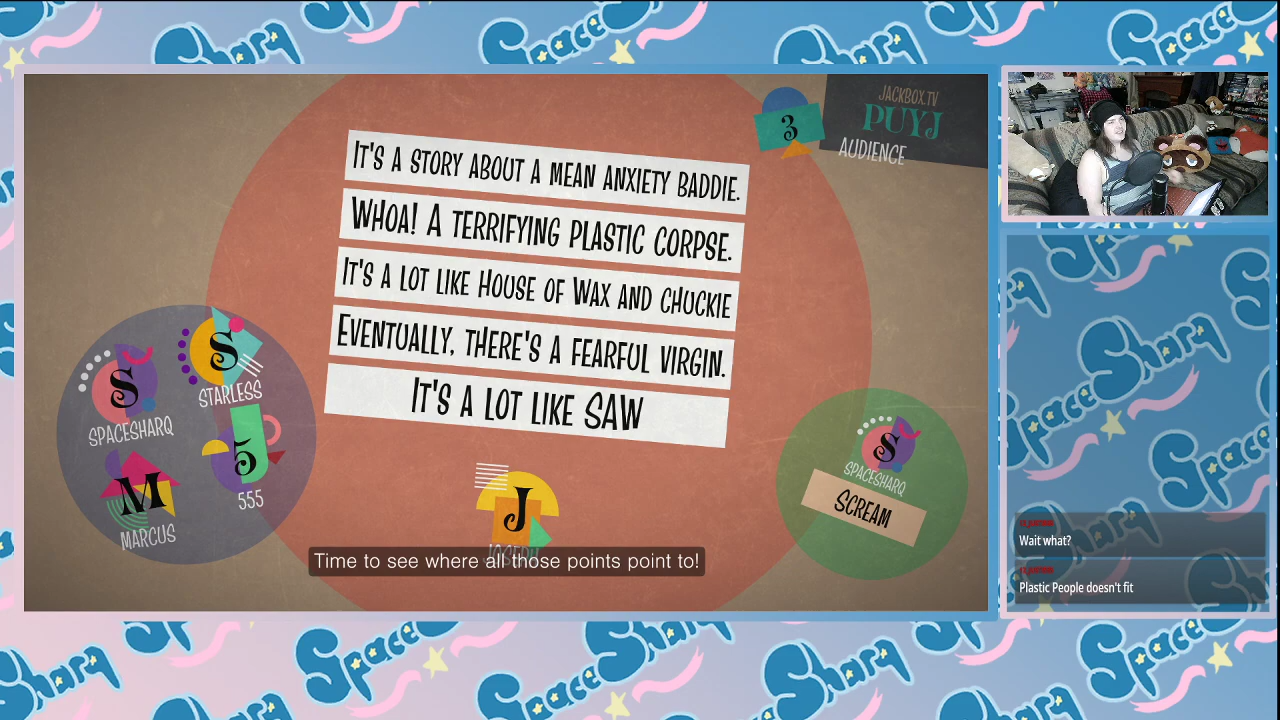 JACKBOX.TV
PUYJ
3
AUDIENCE
IT'S A STORY ABOUT A MEAN ANXIETY BADDIE.
WHOA! A TERRIFYING PLASTIC CORPSE.
IT'S A LOT LIKE HOUSE OF WAX AND CHUCKIE
EVENTUALLY, THERE'S A FEARFUL VIRGIN.
IT'S A LOT LIKE SAW
S
STARLESS
S
SPACESHARQ
5
555
M
MARCUS
J
JOSEPH
S
SPACESHARQ
SCREAM
Time to see where all those points point to!
Wait what?
Plastic People doesn't fit
SpaceSharq